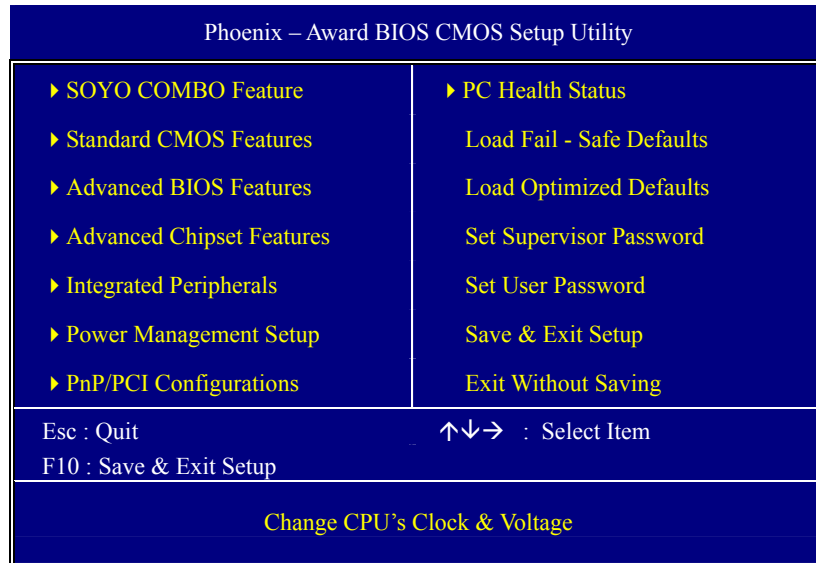 Phoenix – Award BIOS CMOS Setup Utility
SOYO COMBO Feature
Standard CMOS Features
Advanced BIOS Features
Advanced Chipset Features
Integrated Peripherals
Power Management Setup
PnP/PCI Configurations
PC Health Status
Load Fail - Safe Defaults
Load Optimized Defaults
Set Supervisor Password
Set User Password
Save & Exit Setup
Exit Without Saving
Esc : Quit
F10 : Save & Exit Setup
↑↓→ : Select Item
Change CPU’s Clock & Voltage